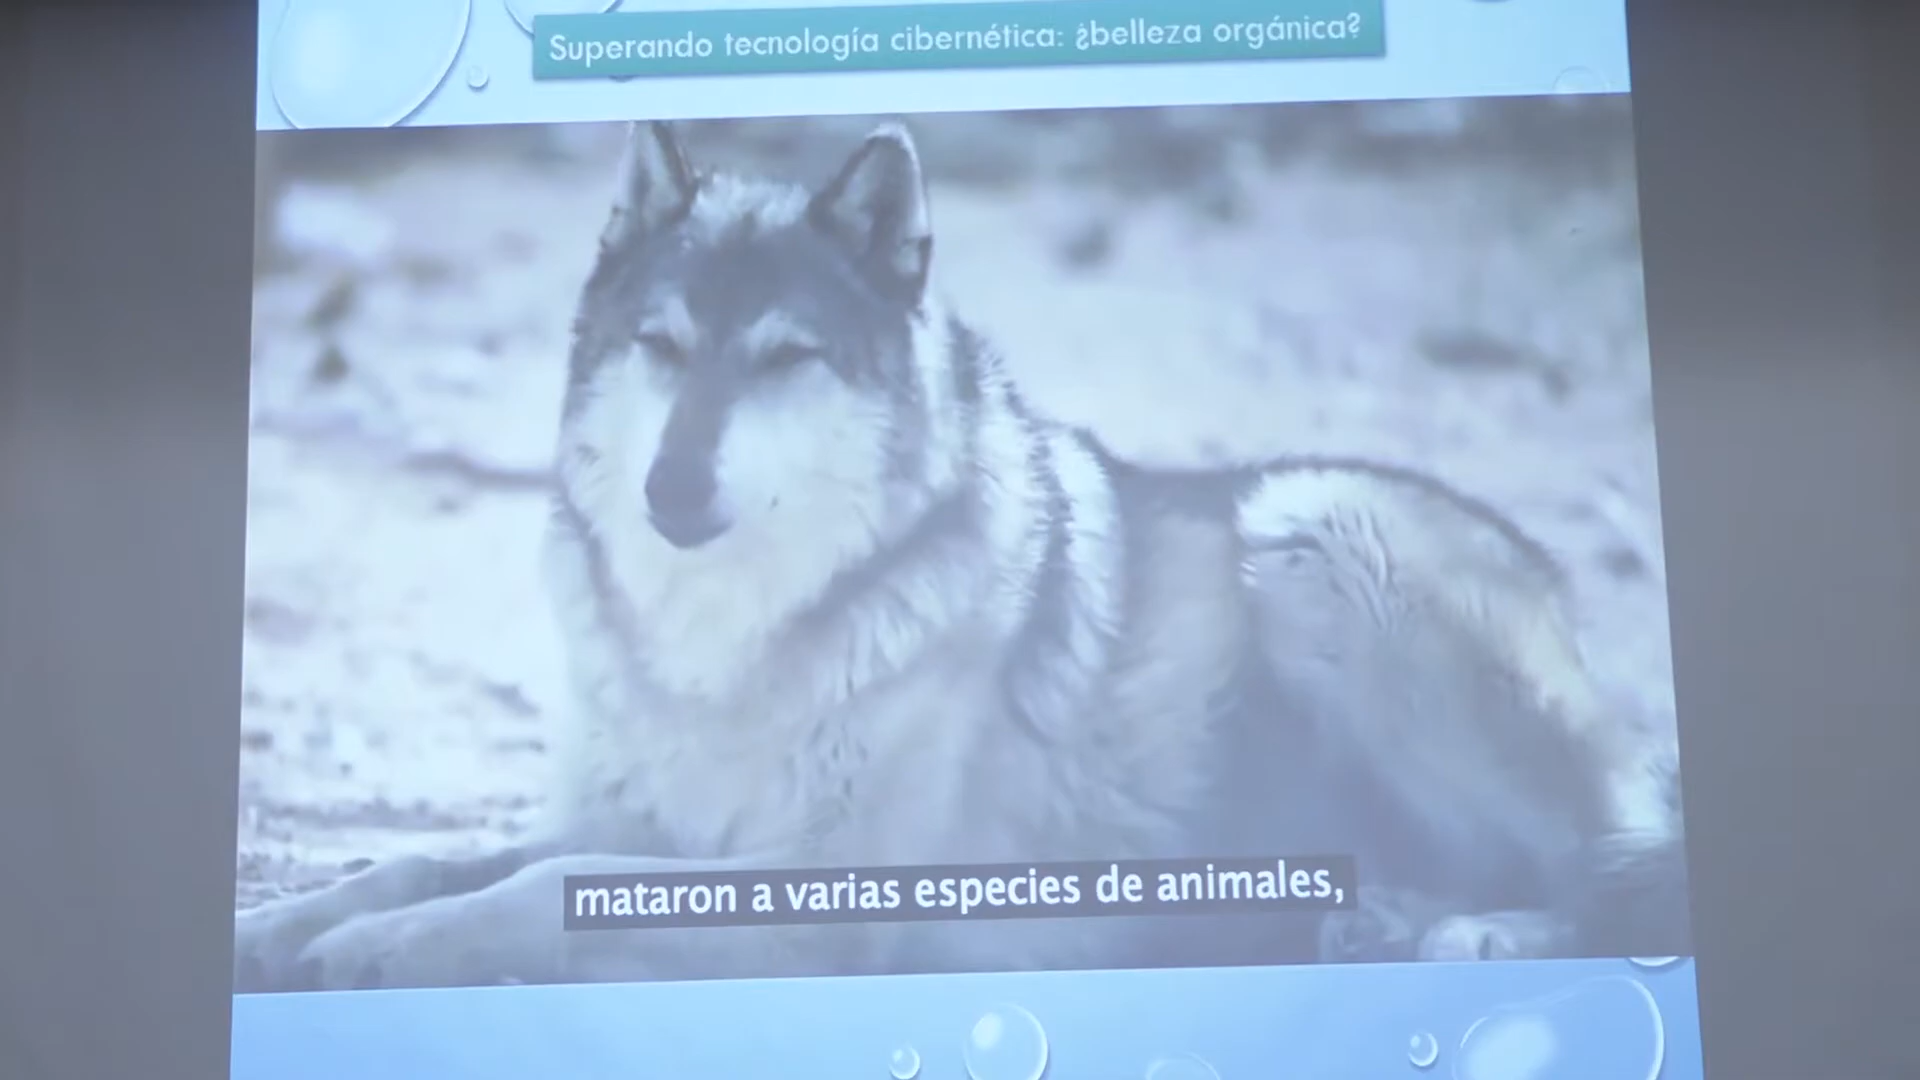 Superando tecnología cibernética: ¿belleza orgánica?
mataron a varias especies de animales,